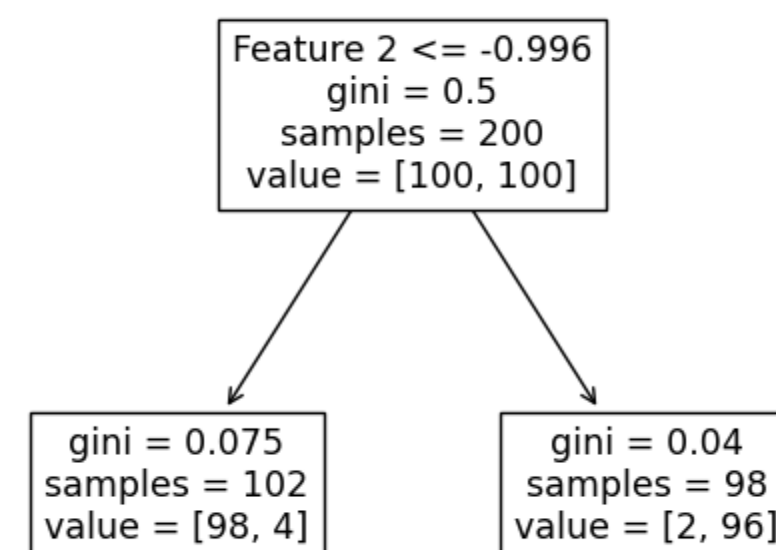 Feature 2 <= -0.996
gini = 0.5
samples = 200
value = [100, 100]
gini = 0.075
samples = 102
value = [98, 4]
gini = 0.04
samples = 98
value = [2, 96]